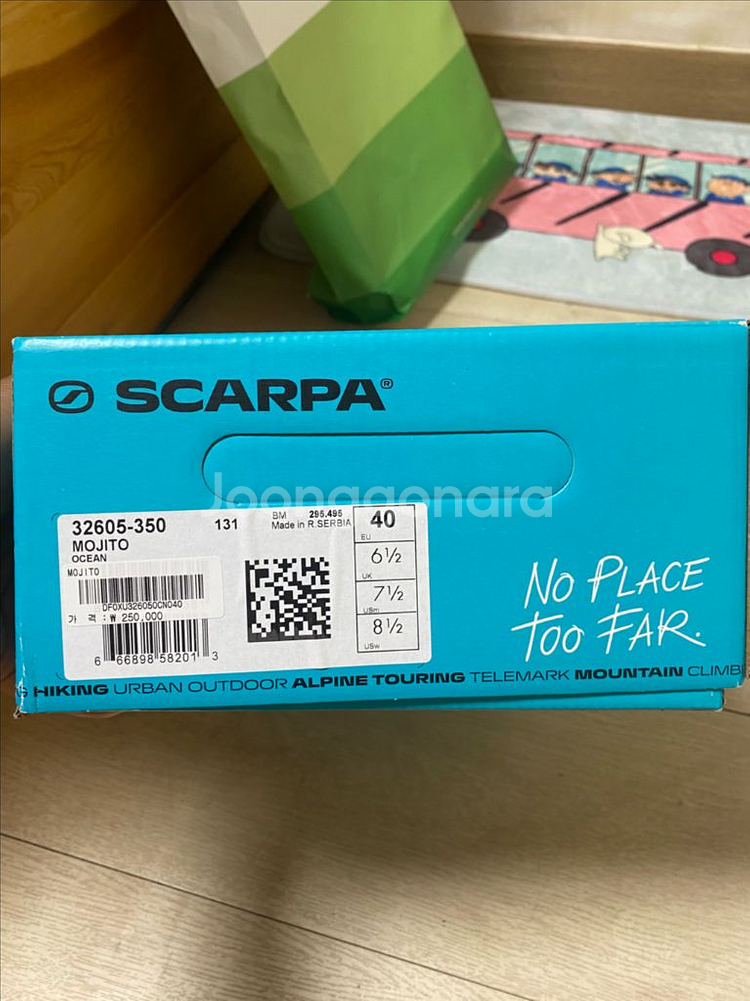 SCARPA®
Joonggonara
32605-350 131
BM 295.495
Made in R.SERBIA
MOJITO
OCEAN
MOJITO
DF0XU32605OCN040
가 격 : ₩ 250,000
6 66898 58201 3
40
EU
6½
UK
7½
USm
8½
USw
NO PLACE
TOO FAR.
HIKING URBAN OUTDOOR ALPINE TOURING TELEMARK MOUNTAIN CLIMB